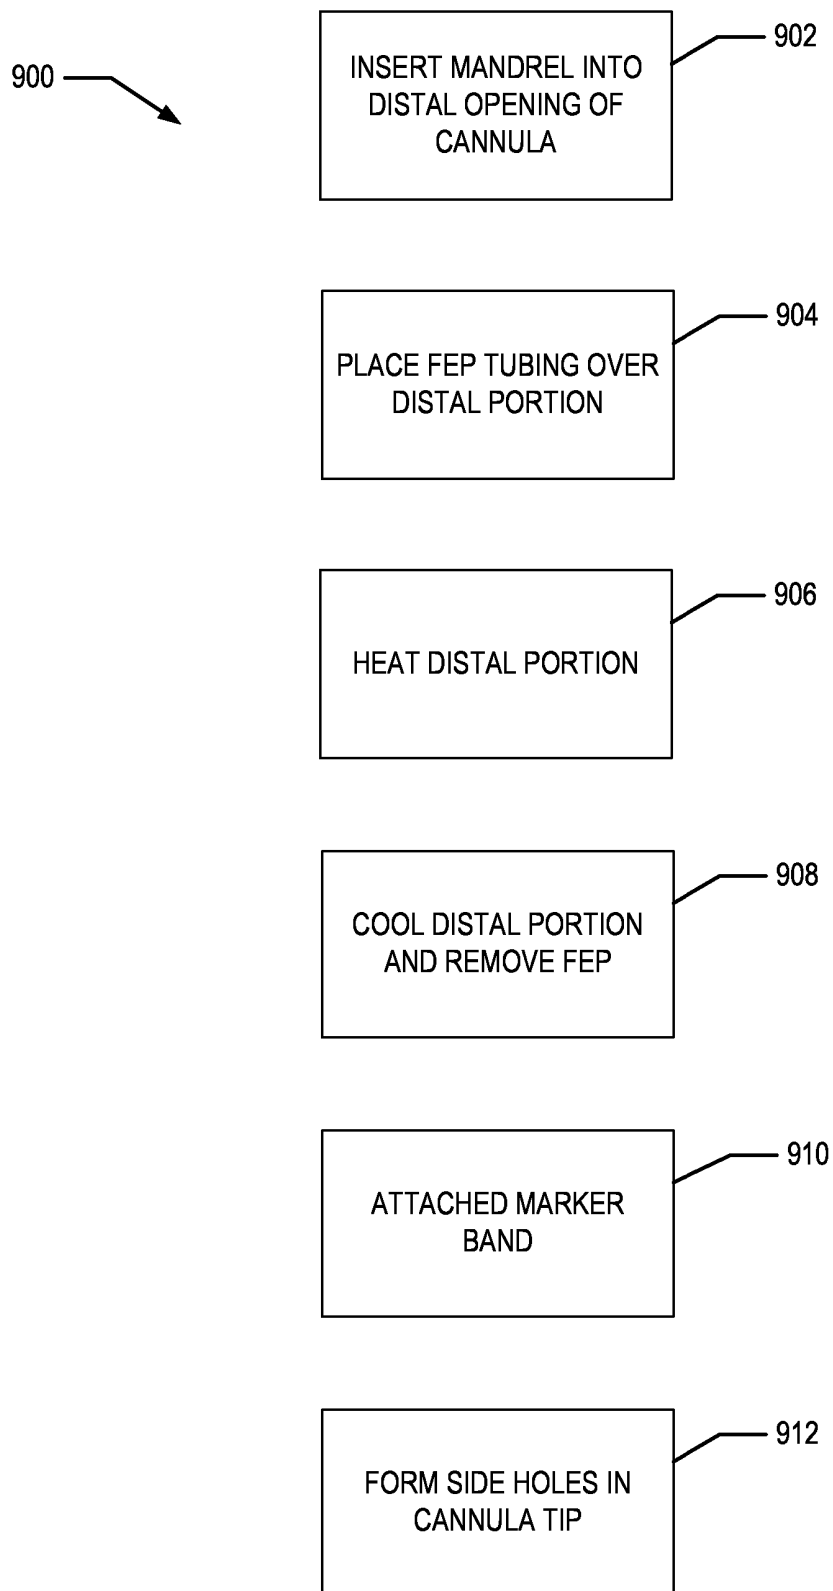 900
902
INSERT MANDREL INTO
DISTAL OPENING OF
CANNULA
904
PLACE FEP TUBING OVER
DISTAL PORTION
906
HEAT DISTAL PORTION
908
COOL DISTAL PORTION
AND REMOVE FEP
910
ATTACHED MARKER
BAND
912
FORM SIDE HOLES IN
CANNULA TIP